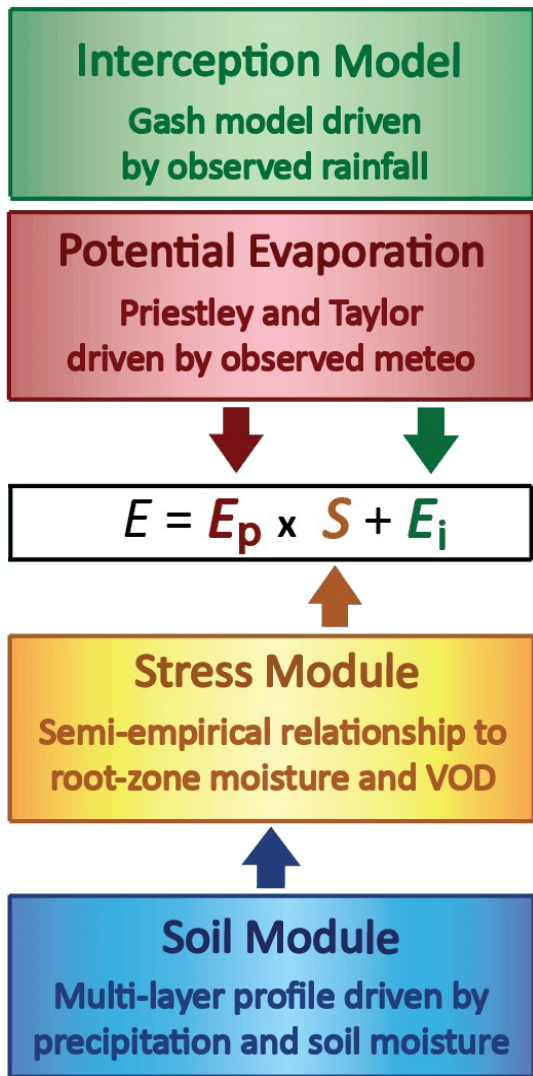 Interception Model
Gash model driven
by observed rainfall
Potential Evaporation
Priestley and Taylor
driven by observed meteo
E = Eₚ x S + Eᵢ
Stress Module
Semi-empirical relationship to
root-zone moisture and VOD
Soil Module
Multi-layer profile driven by
precipitation and soil moisture